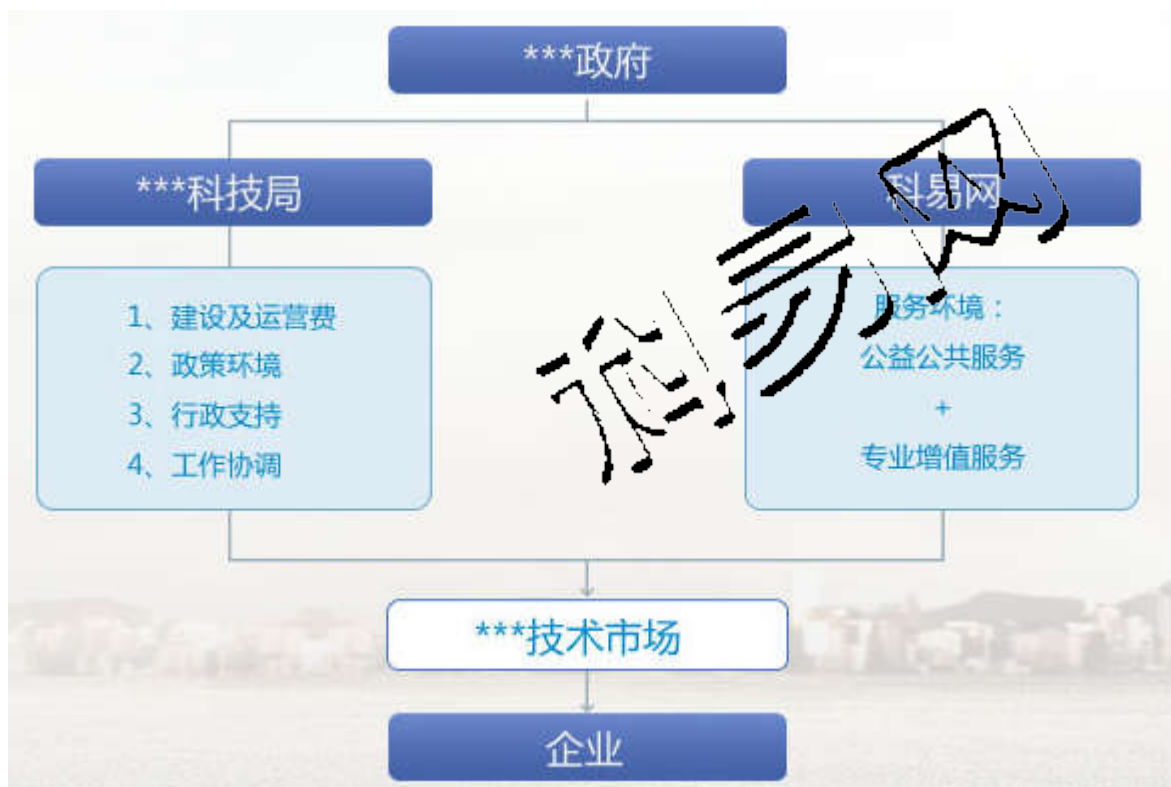 ***政府
***科技局
科易网
1、建设及运营费
2、政策环境
3、行政支持
4、工作协调
服务环境：
公益公共服务
+
专业增值服务
科易网
***技术市场
企业